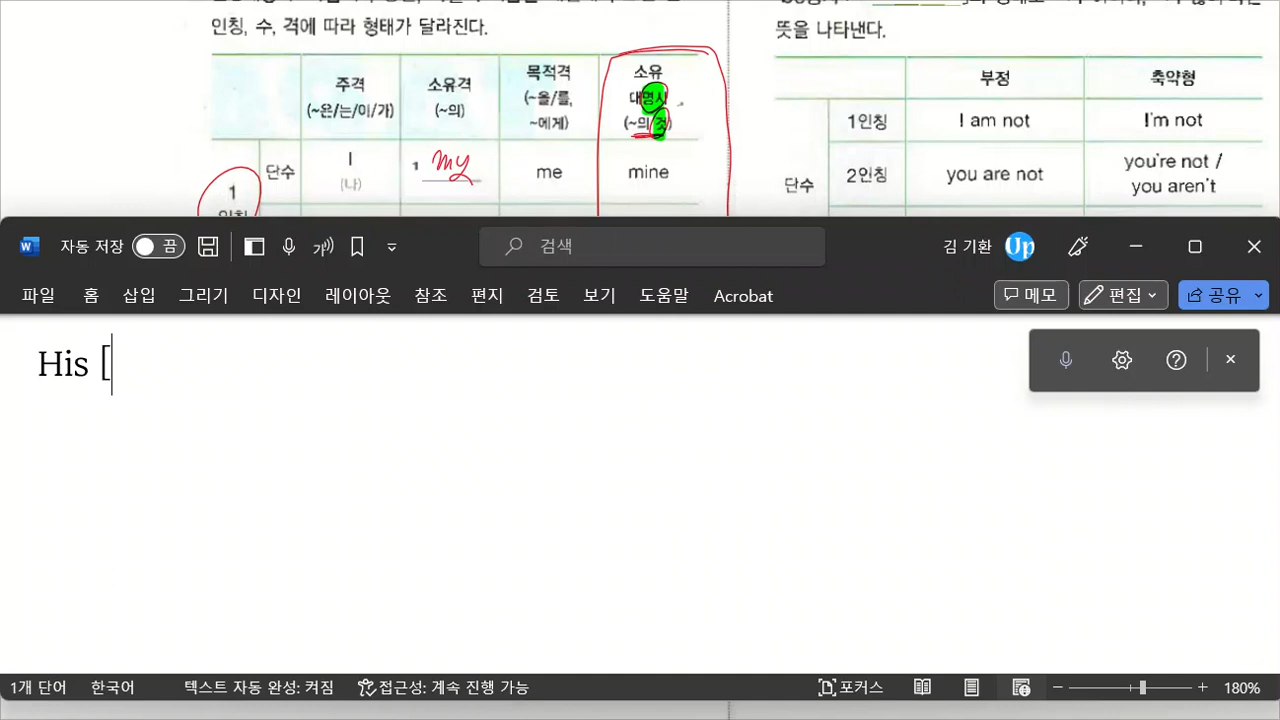 인칭, 수, 격에 따라 형태가 달라진다.
주격
(~은/는/이/가)
소유격
(~의)
목적격
(~을/를,
~에게)
소유
대명사
(~의 것)
1
단수
I
(나)
1 my
me
mine
뜻을 나타낸다.
부정
축약형
단수
1인칭
I am not
I'm not
2인칭
you are not
you're not /
you aren't
자동 저장 끔
가))
검색
김 기환
Up
파일 홈 삽입 그리기 디자인 레이아웃 참조 편지 검토 보기 도움말 Acrobat
메모 편집 공유
His [
1개 단어 한국어 텍스트 자동 완성: 켜짐 접근성: 계속 진행 가능 포커스 180%